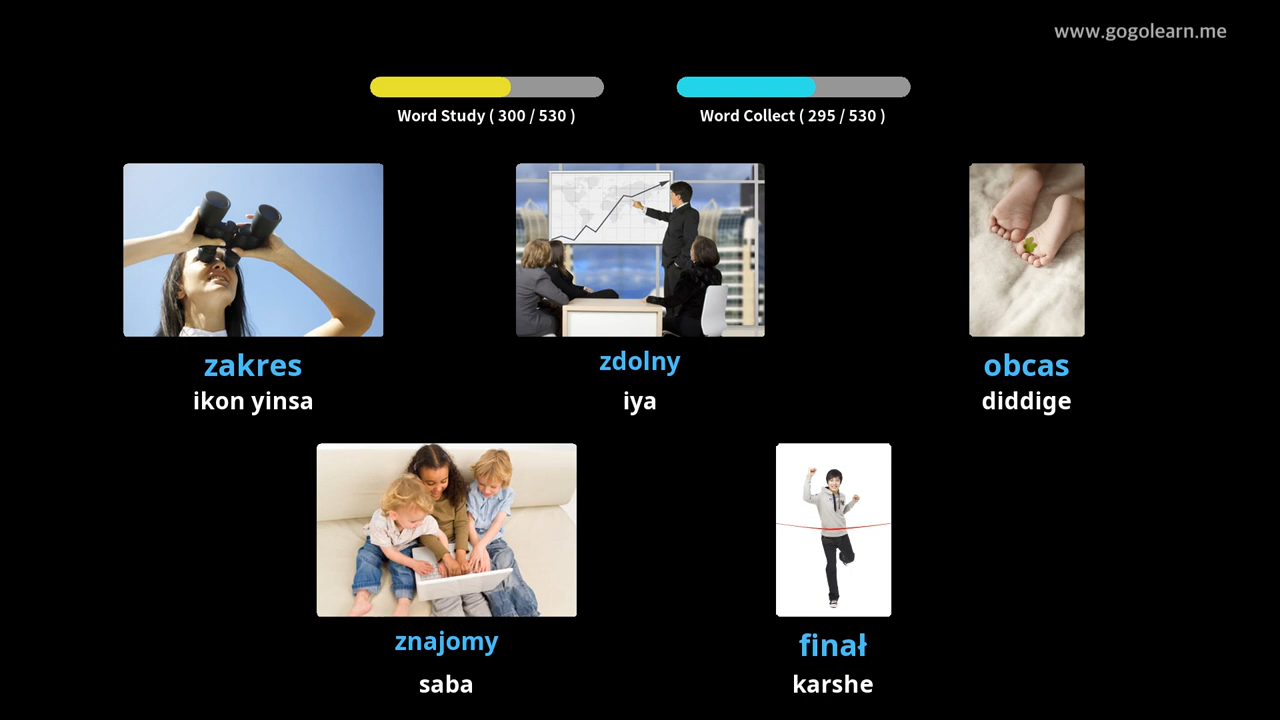 www.gogolearn.me
Word Study ( 300 / 530 )
Word Collect ( 295 / 530 )
zakres
ikon yinsa
zdolny
iya
obcas
diddige
znajomy
saba
finał
karshe